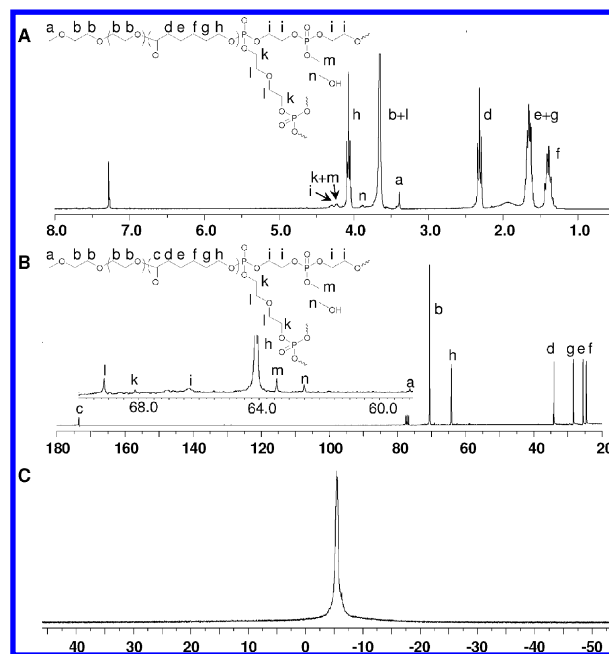 A
a b b b b d e f g h O i i O i i
O O O O O P O O P O O
O O O O m
k n OH
l O
l k
O
O P O
O
h b+l d e+g
f
k+m
i n a
8.0 7.0 6.0 5.0 4.0 3.0 2.0 1.0
B
a b b b b c d e f g h O i i O i i
O O O O O P O O P O O
O O O O m
k n OH
l O
l k
O
O P O
O
h b
l k i m n a h d g e f
68.0 64.0 60.0
c
180 160 140 120 100 80 60 40 20
C
40 30 20 10 0 -10 -20 -30 -40 -50